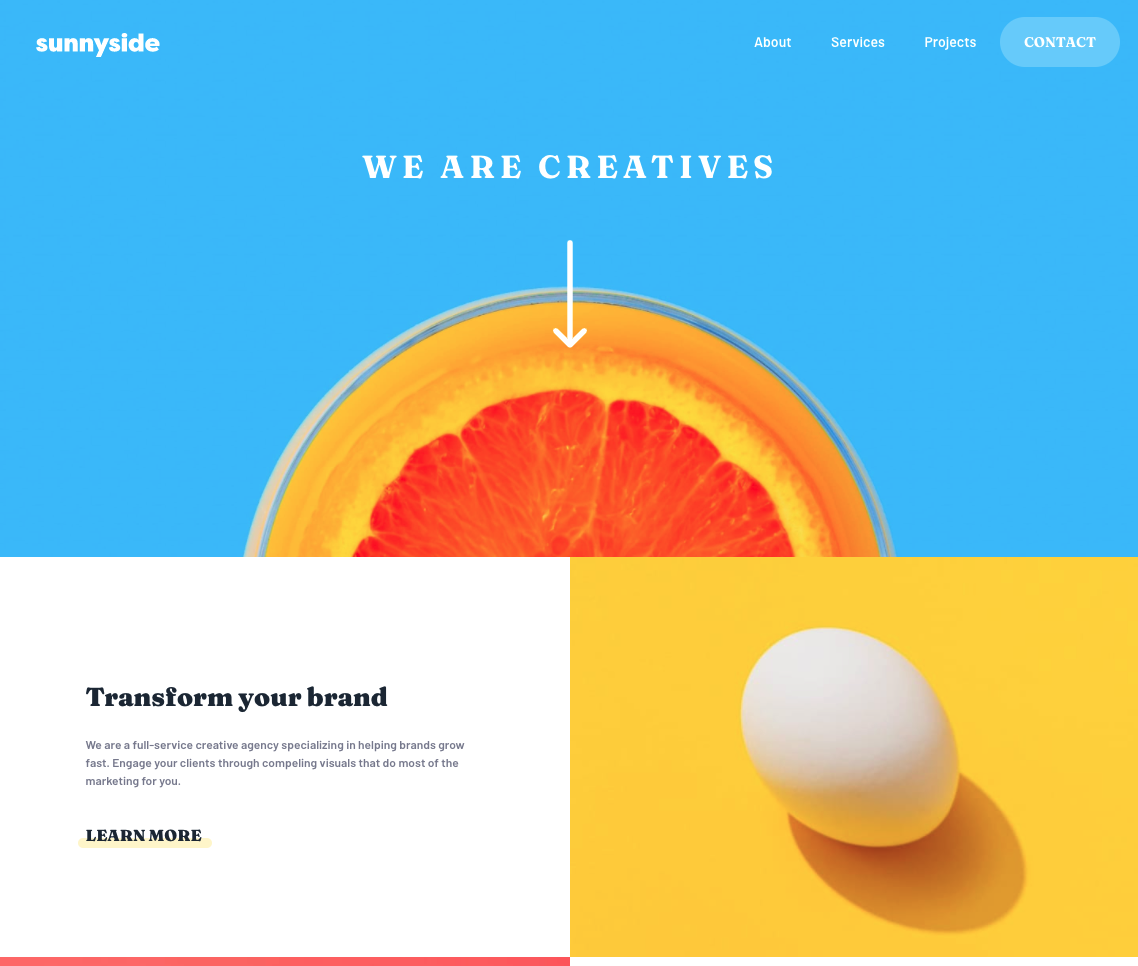 sunnyside
About Services Projects CONTACT
WE ARE CREATIVES
Transform your brand
We are a full-service creative agency specializing in helping brands grow
fast. Engage your clients through compeling visuals that do most of the
marketing for you.
LEARN MORE